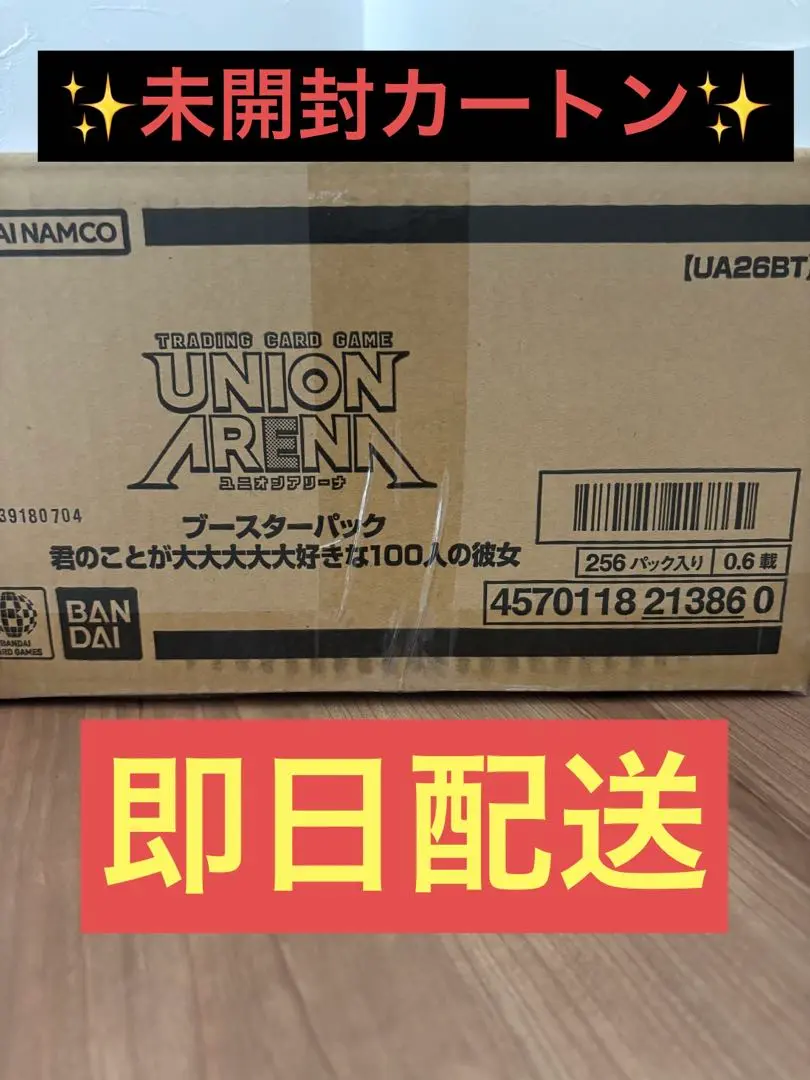 ✨未開封カートン✨
AI NAMCO
【UA26BT】
TRADING CARD GAME
UNION
ARENA
ユニオンアリーナ
39180704
ブースターパック
君のことが大大大大大好きな100人の彼女
256 パック入り
0.6 載
4570118 21386 0
BANDAI
CARD GAMES
BAN
DAI
即日配送